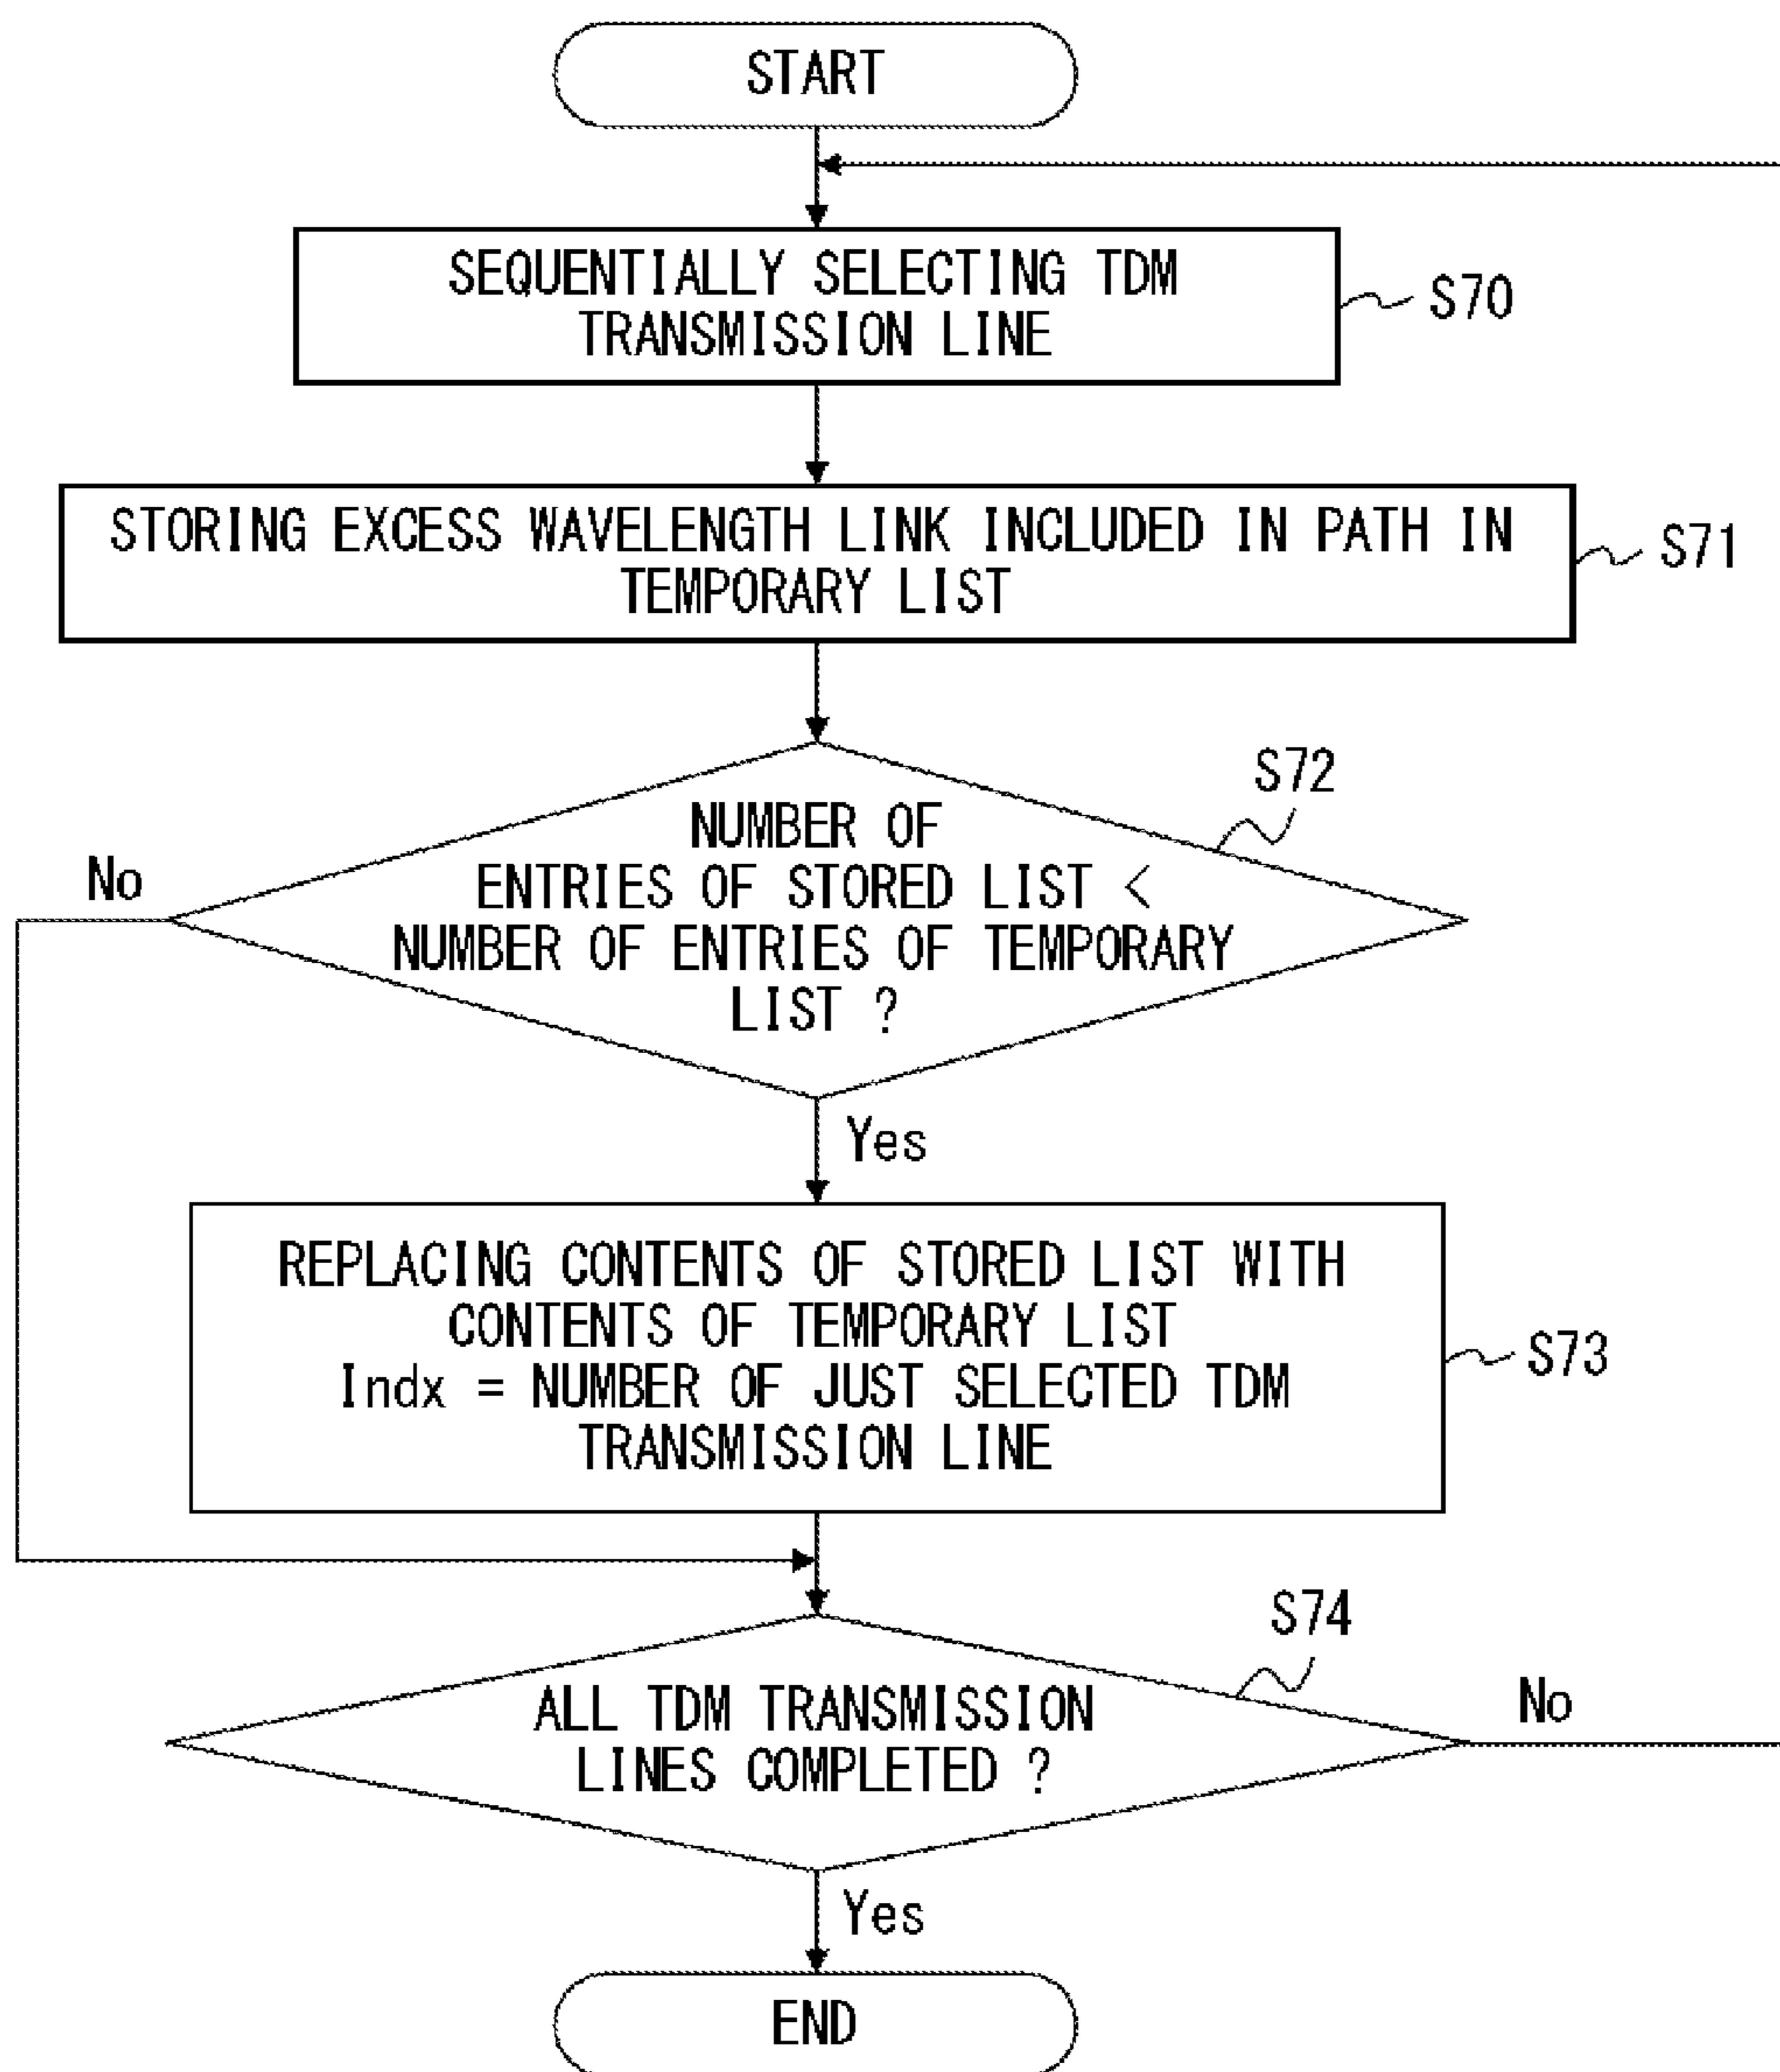 START
SEQUENTIALLY SELECTING TDM
TRANSMISSION LINE
S70
STORING EXCESS WAVELENGTH LINK INCLUDED IN PATH IN
TEMPORARY LIST
S71
S72
NUMBER OF
ENTRIES OF STORED LIST <
NUMBER OF ENTRIES OF TEMPORARY
LIST ?
No
Yes
REPLACING CONTENTS OF STORED LIST WITH
CONTENTS OF TEMPORARY LIST
Indx = NUMBER OF JUST SELECTED TDM
TRANSMISSION LINE
S73
S74
ALL TDM TRANSMISSION
LINES COMPLETED ?
No
Yes
END